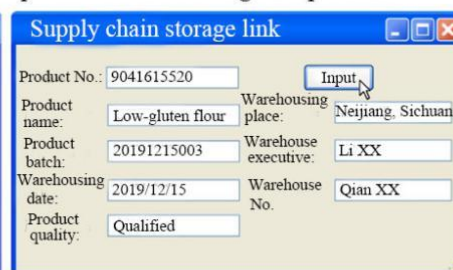 Supply chain storage link
Product No.: 9041615520 Input
Product name: Low-gluten flour Warehousing place: Neijiang, Sichuan
Product batch: 20191215003 Warehouse executive: Li XX
Warehousing date: 2019/12/15 Warehouse No. Qian XX
Product quality: Qualified